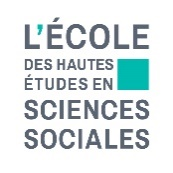 L'ÉCOLE
DES HAUTES
ÉTUDES EN
SCIENCES
SOCIALES